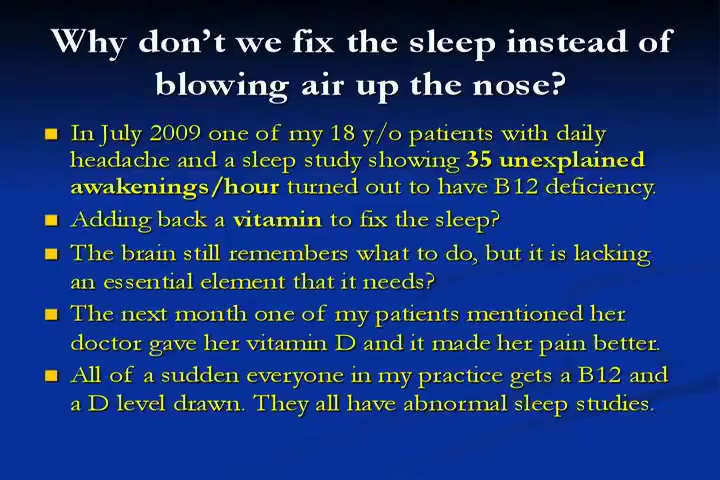 Why don't we fix the sleep instead of
blowing air up the nose?
In July 2009 one of my 18 y/o patients with daily
headache and a sleep study showing 35 unexplained
awakenings/hour turned out to have B12 deficiency.
Adding back a vitamin to fix the sleep?
The brain still remembers what to do, but it is lacking
an essential element that it needs?
The next month one of my patients mentioned her
doctor gave her vitamin D and it made her pain better.
All of a sudden everyone in my practice gets a B12 and
a D level drawn. They all have abnormal sleep studies.